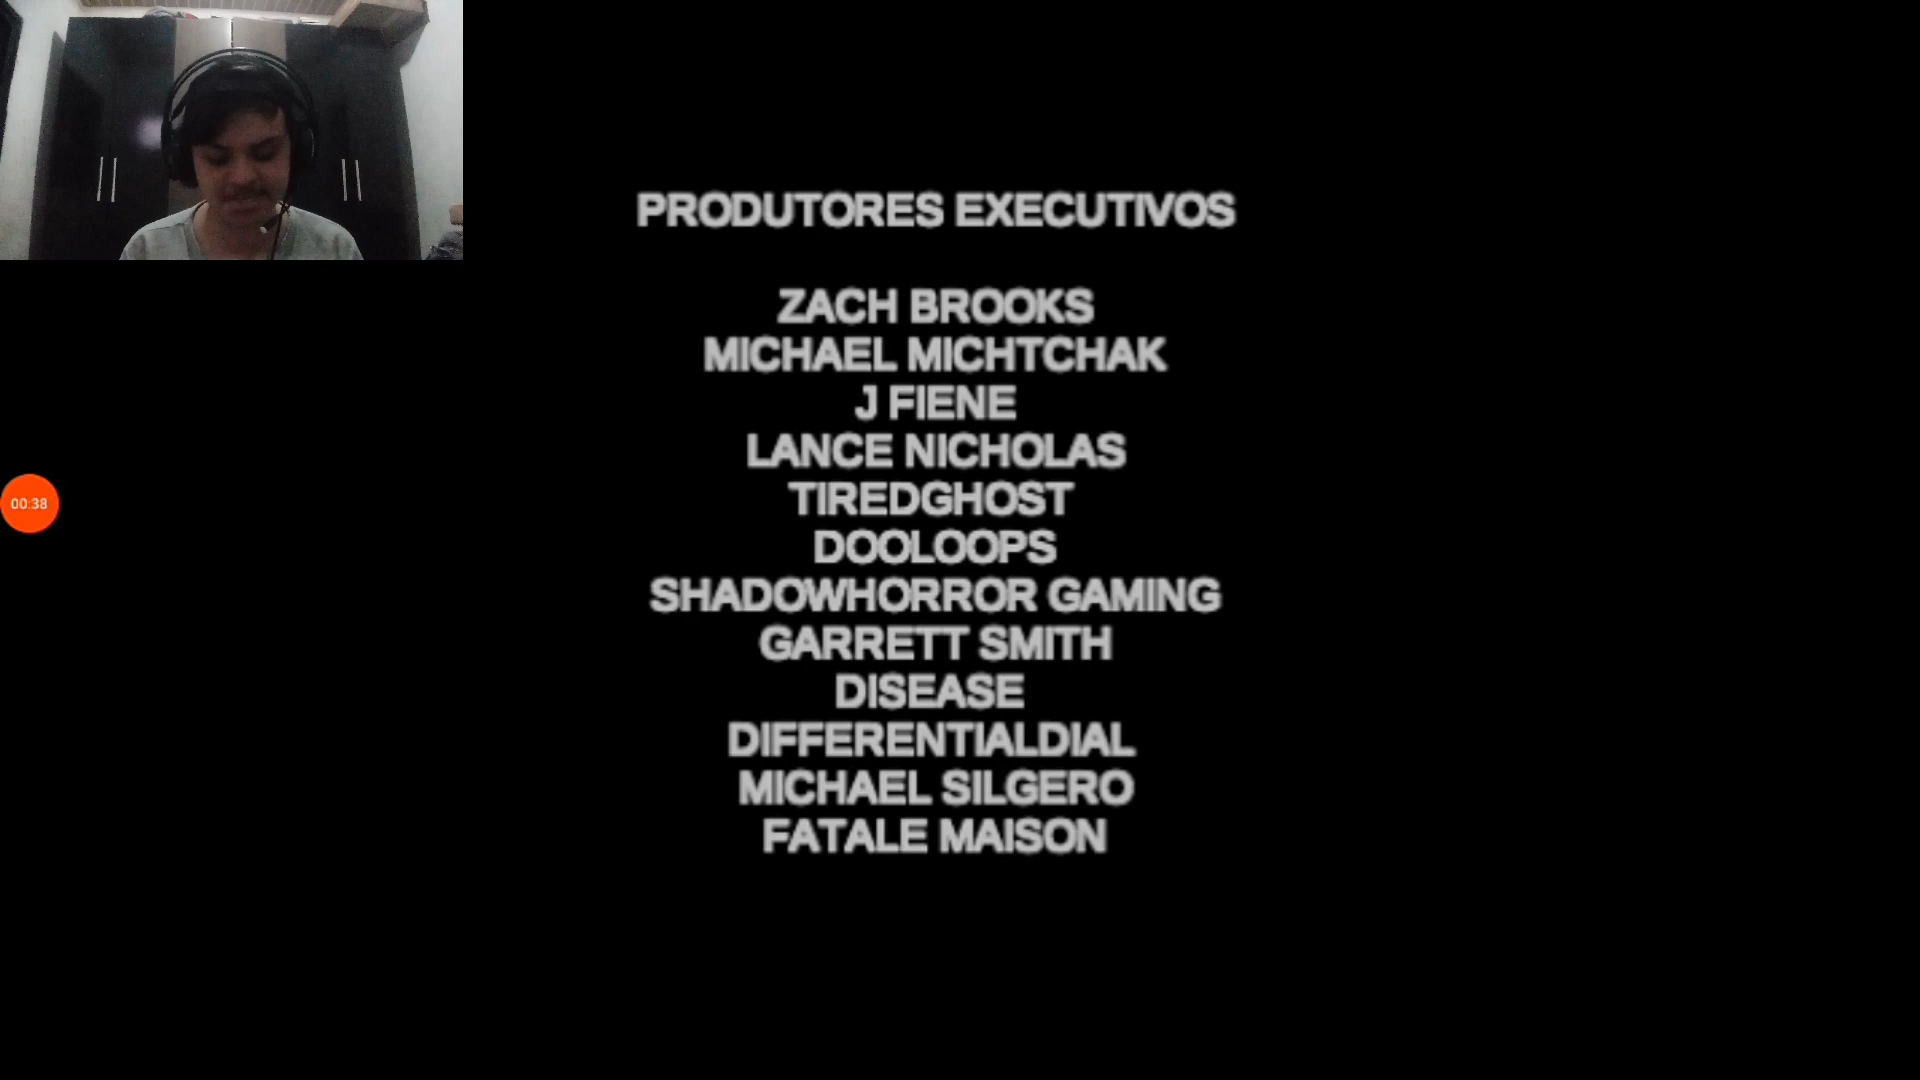 PRODUTORES EXECUTIVOS
ZACH BROOKS
MICHAEL MICHTCHAK
J FIENE
LANCE NICHOLAS
TIREDGHOST
DOOLOOPS
SHADOWHORROR GAMING
GARRETT SMITH
DISEASE
DIFFERENTIALDIAL
MICHAEL SILGERO
FATALE MAISON
00:38